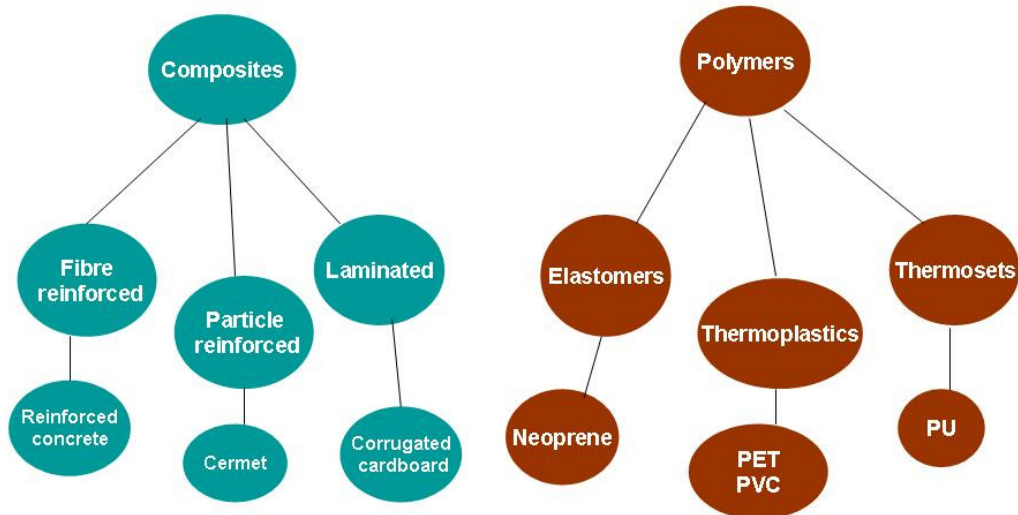 Composites
Fibre
reinforced
Particle
reinforced
Laminated
Reinforced
concrete
Cermet
Corrugated
cardboard
Polymers
Elastomers
Thermoplastics
Thermosets
Neoprene
PET
PVC
PU